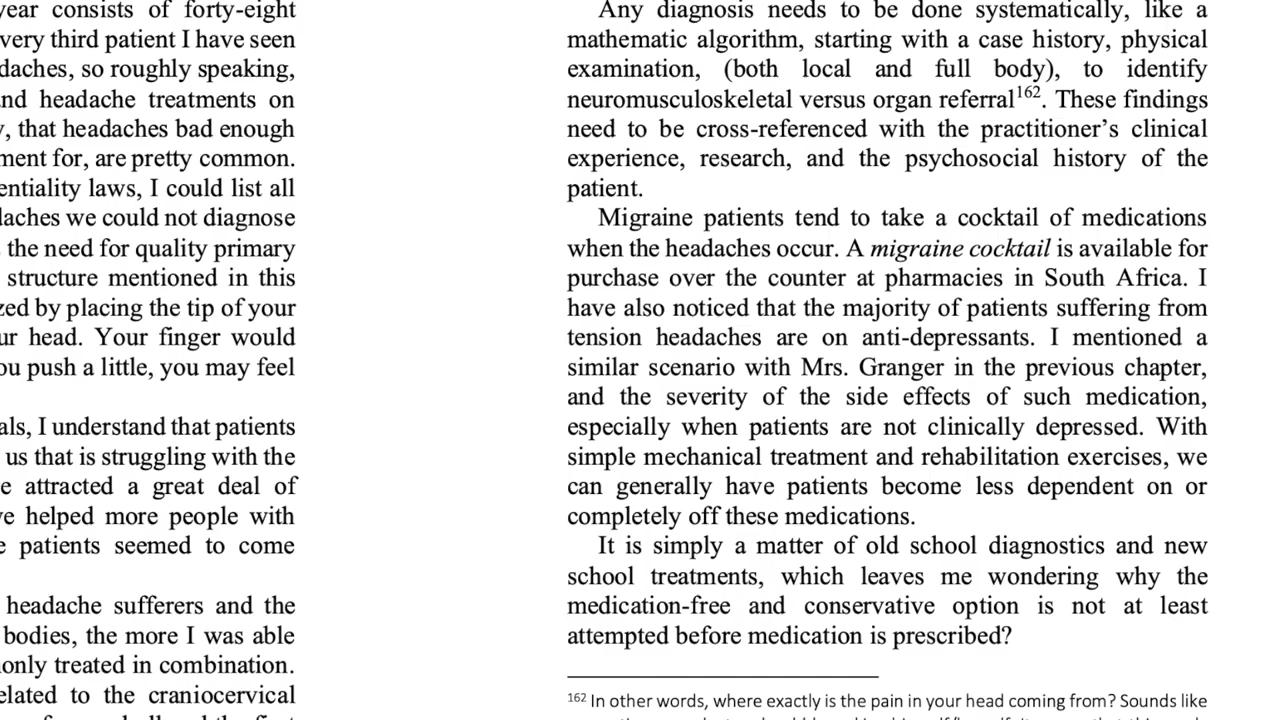 year consists of forty-eight
very third patient I have seen
daches, so roughly speaking,
nd headache treatments on
, that headaches bad enough
ment for, are pretty common.
entiality laws, I could list all
laches we could not diagnose
the need for quality primary
structure mentioned in this
zed by placing the tip of your
ur head. Your finger would
ou push a little, you may feel
als, I understand that patients
us that is struggling with the
e attracted a great deal of
ve helped more people with
e patients seemed to come
headache sufferers and the
bodies, the more I was able
nonly treated in combination.
elated to the craniocervical
Any diagnosis needs to be done systematically, like a
mathematic algorithm, starting with a case history, physical
examination, (both local and full body), to identify
neuromusculoskeletal versus organ referral162. These findings
need to be cross-referenced with the practitioner’s clinical
experience, research, and the psychosocial history of the
patient.
Migraine patients tend to take a cocktail of medications
when the headaches occur. A migraine cocktail is available for
purchase over the counter at pharmacies in South Africa. I
have also noticed that the majority of patients suffering from
tension headaches are on anti-depressants. I mentioned a
similar scenario with Mrs. Granger in the previous chapter,
and the severity of the side effects of such medication,
especially when patients are not clinically depressed. With
simple mechanical treatment and rehabilitation exercises, we
can generally have patients become less dependent on or
completely off these medications.
It is simply a matter of old school diagnostics and new
school treatments, which leaves me wondering why the
medication-free and conservative option is not at least
attempted before medication is prescribed?
162 In other words, where exactly is the pain in your head coming from? Sounds like